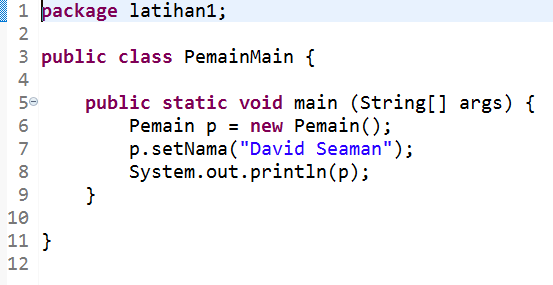 1 package latihan1;
2
3 public class PemainMain {
4
5 public static void main (String[] args) {
6 Pemain p = new Pemain();
7 p.setNama("David Seaman");
8 System.out.println(p);
9 }
10
11 }
12